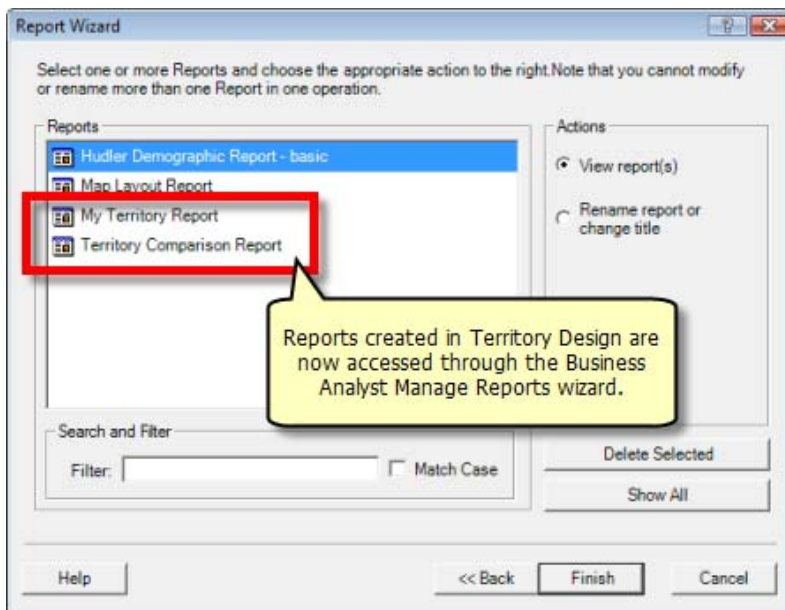 Report Wizard
Select one or more Reports and choose the appropriate action to the right.Note that you cannot modify
or rename more than one Report in one operation.
Reports
Hudler Demographic Report - basic
Map Layout Report
My Territory Report
Territory Comparison Report
Actions
View report(s)
Rename report or
change title
Reports created in Territory Design are
now accessed through the Business
Analyst Manage Reports wizard.
Search and Filter
Filter:
Match Case
Delete Selected
Show All
Help
<< Back
Finish
Cancel